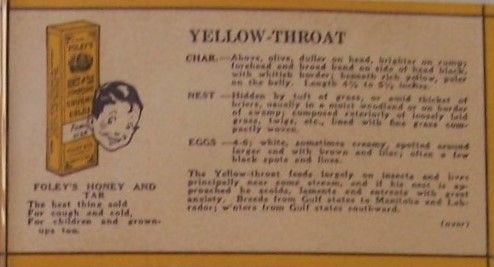 FOLEY'S
FOLEY'S HONEY AND
TAR
The best thing sold
For cough and cold,
For children and grown-
ups too.
YELLOW-THROAT
CHAR.—Above, olive, duller on head, brighter on rump;
forehead and broad band on side of head black,
with whitish border; beneath rich yellow, paler
on the belly. Length 4½ to 5½ inches.
NEST — Hidden by tuft of grass, or amid thicket of
briers, usually in a moist woodland or on border
of swamp; composed exteriorly of loosely laid
grass, twigs, etc., lined with fine grass com-
pactly woven.
EGGS —4-6; white, sometimes creamy, spotted around
larger end with brown and lilac; often a few
black spots and lines.
The Yellow-throat feeds largely on insects and lives
principally near some stream, and if his nest is ap-
proached he scolds, laments and entreats with great
anxiety. Breeds from Gulf states to Manitoba and Lab-
rador; winters from Gulf states southward.
(over)